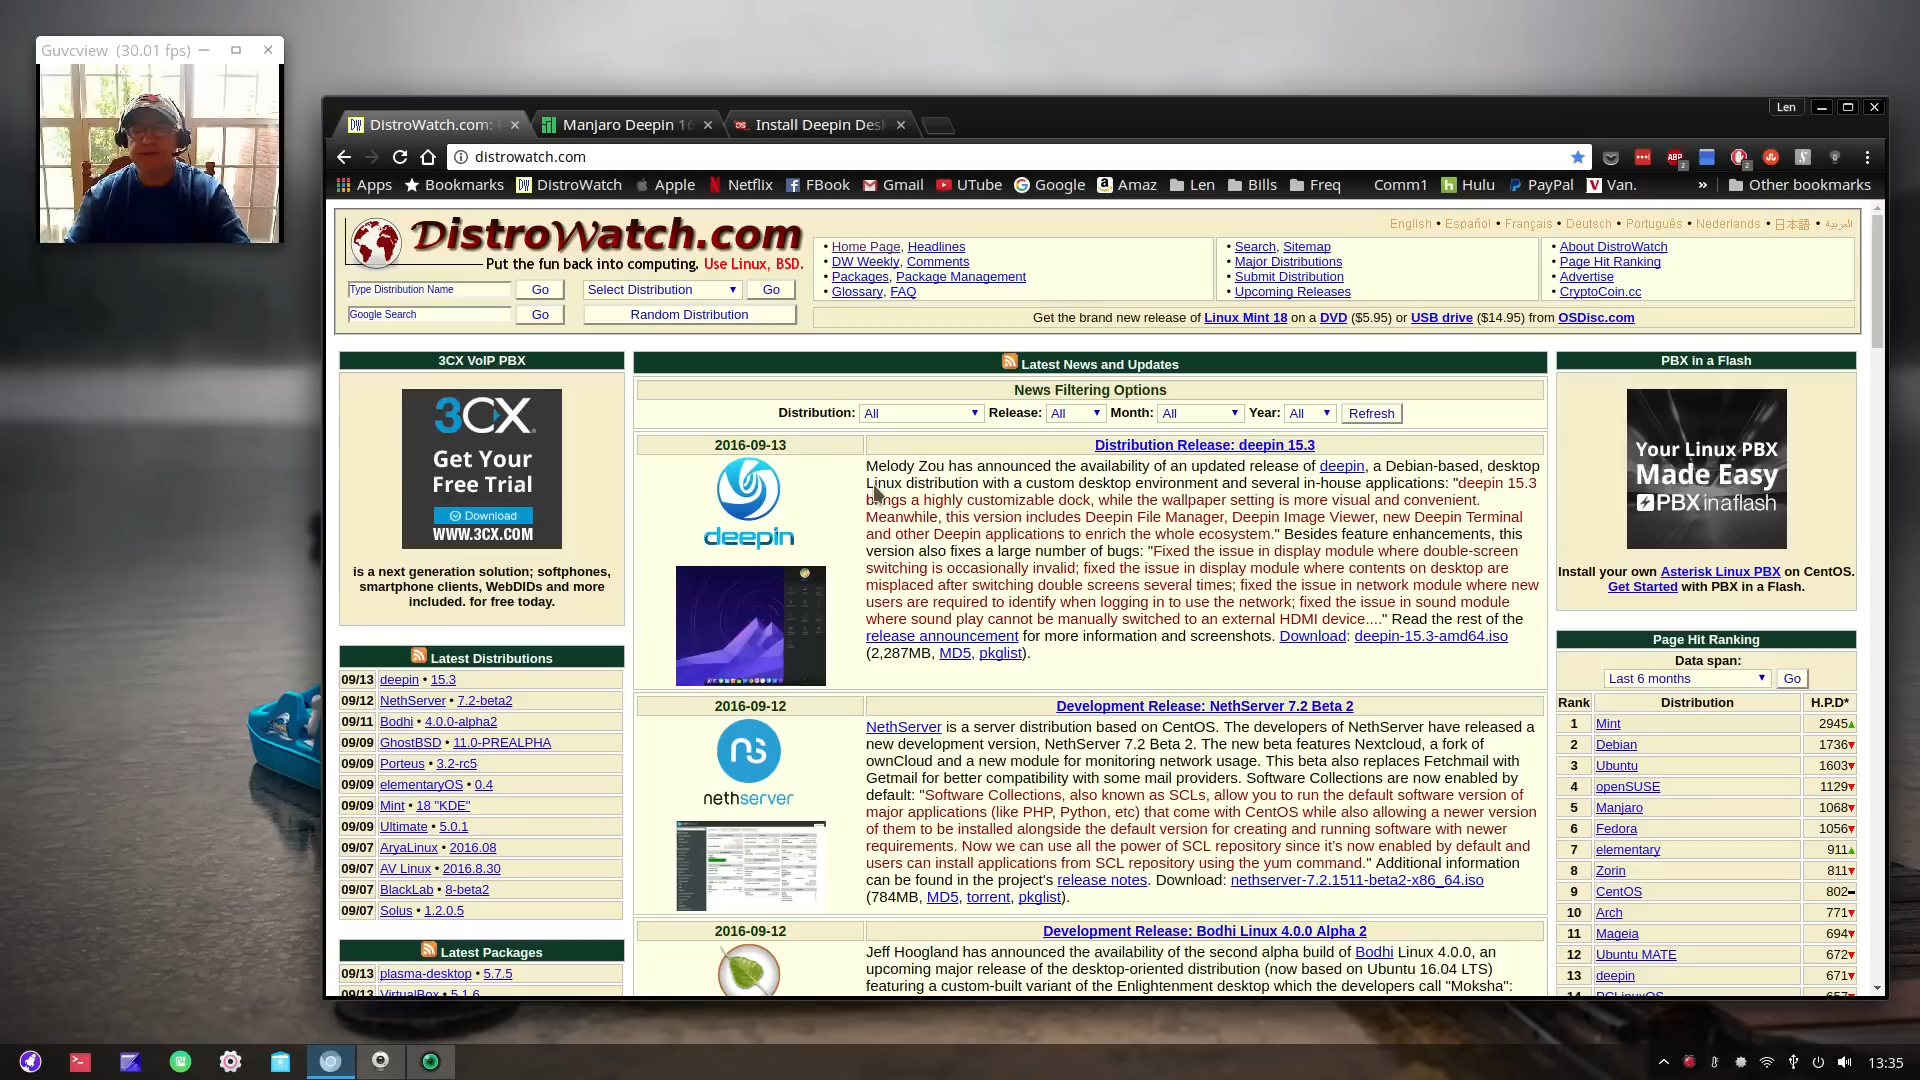 Guvcview (30.01 fps)
Len
DistroWatch.com:
Manjaro Deepin 16
Install Deepin Des
distrowatch.com
Apps
Bookmarks
DistroWatch
Apple
Netflix
FBook
Gmail
UTube
Google
Amaz
Len
Bills
Freq
Comm1
Hulu
PayPal
Van.
»
Other bookmarks
DistroWatch.com
Put the fun back into computing. Use Linux, BSD.
English • Español • Français • Deutsch • Português • Nederlands • 日本語 • العربية
• Home Page, Headlines
• DW Weekly, Comments
• Packages, Package Management
• Glossary, FAQ
• Search, Sitemap
• Major Distributions
• Submit Distribution
• Upcoming Releases
• About DistroWatch
• Page Hit Ranking
• Advertise
• CryptoCoin.cc
Type Distribution Name Go
Select Distribution Go
Google Search Go
Random Distribution
Get the brand new release of Linux Mint 18 on a DVD ($5.95) or USB drive ($14.95) from OSDisc.com
3CX VoIP PBX
3CX
Get Your
Free Trial
Download
WWW.3CX.COM
is a next generation solution; softphones,
smartphone clients, WebDIDs and more
included. for free today.
Latest Distributions
09/13 deepin • 15.3
09/12 NethServer • 7.2-beta2
09/11 Bodhi • 4.0.0-alpha2
09/09 GhostBSD • 11.0-PREALPHA
09/09 Porteus • 3.2-rc5
09/09 elementaryOS • 0.4
09/09 Mint • 18 "KDE"
09/09 Ultimate • 5.0.1
09/07 AryaLinux • 2016.08
09/07 AV Linux • 2016.8.30
09/07 BlackLab • 8-beta2
09/07 Solus • 1.2.0.5
Latest Packages
09/13 plasma-desktop • 5.7.5
09/13 VirtualBox • 5.1.6
Latest News and Updates
News Filtering Options
Distribution: All Release: All Month: All Year: All Refresh
2016-09-13
Distribution Release: deepin 15.3
deepin
Melody Zou has announced the availability of an updated release of deepin, a Debian-based, desktop
Linux distribution with a custom desktop environment and several in-house applications: "deepin 15.3
brings a highly customizable dock, while the wallpaper setting is more visual and convenient.
Meanwhile, this version includes Deepin File Manager, Deepin Image Viewer, new Deepin Terminal
and other Deepin applications to enrich the whole ecosystem." Besides feature enhancements, this
version also fixes a large number of bugs: "Fixed the issue in display module where double-screen
switching is occasionally invalid; fixed the issue in display module where contents on desktop are
misplaced after switching double screens several times; fixed the issue in network module where new
users are required to identify when logging in to use the network; fixed the issue in sound module
where sound play cannot be manually switched to an external HDMI device...." Read the rest of the
release announcement for more information and screenshots. Download: deepin-15.3-amd64.iso
(2,287MB, MD5, pkglist).
2016-09-12
Development Release: NethServer 7.2 Beta 2
ns
nethserver
NethServer is a server distribution based on CentOS. The developers of NethServer have released a
new development version, NethServer 7.2 Beta 2. The new beta features Nextcloud, a fork of
ownCloud and a new module for monitoring network usage. This beta also replaces Fetchmail with
Getmail for better compatibility with some mail providers. Software Collections are now enabled by
default: "Software Collections, also known as SCLs, allow you to run the default software version of
major applications (like PHP, Python, etc) that come with CentOS while also allowing a newer version
of them to be installed alongside the default version for creating and running software with newer
requirements. Now we can use all the power of SCL repository since it's now enabled by default and
users can install applications from SCL repository using the yum command." Additional information
can be found in the project's release notes. Download: nethserver-7.2.1511-beta2-x86_64.iso
(784MB, MD5, torrent, pkglist).
2016-09-12
Development Release: Bodhi Linux 4.0.0 Alpha 2
Jeff Hoogland has announced the availability of the second alpha build of Bodhi Linux 4.0.0, an
upcoming major release of the desktop-oriented distribution (now based on Ubuntu 16.04 LTS)
featuring a custom-built variant of the Enlightenment desktop which the developers call "Moksha":
PBX in a Flash
Your Linux PBX
Made Easy
PBXinaflash
Install your own Asterisk Linux PBX on CentOS.
Get Started with PBX in a Flash.
Page Hit Ranking
Data span:
Last 6 months Go
Rank Distribution H.P.D*
1 Mint 2945
2 Debian 1736
3 Ubuntu 1603
4 openSUSE 1129
5 Manjaro 1068
6 Fedora 1056
7 elementary 911
8 Zorin 811
9 CentOS 802
10 Arch 771
11 Mageia 694
12 Ubuntu MATE 672
13 deepin 671
14 PCLinuxOS 657
13:35